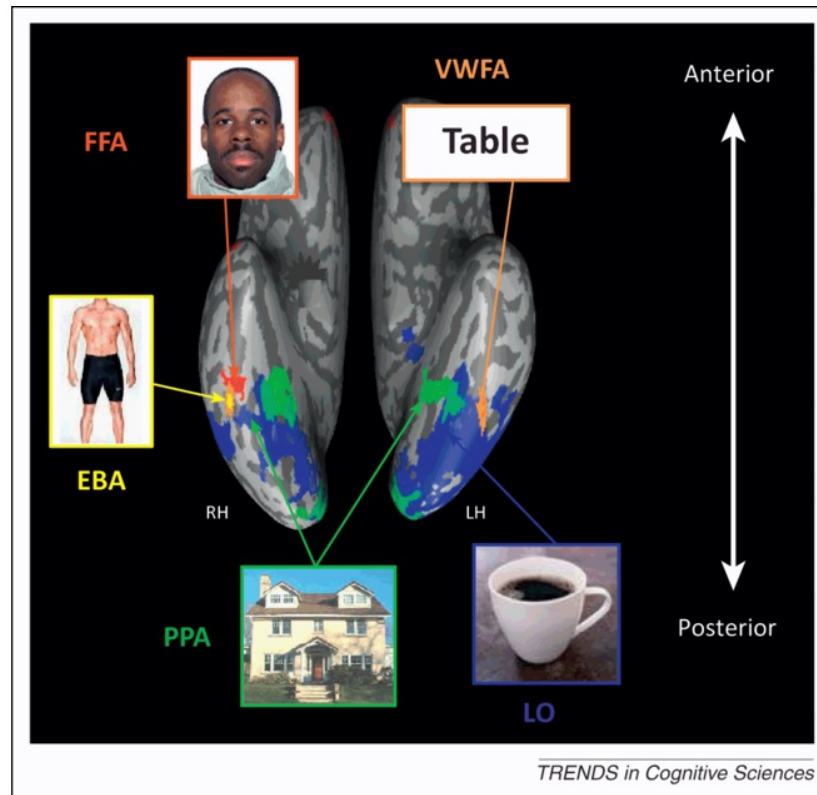 FFA
VWFA
Table
Anterior
EBA
RH
LH
PPA
LO
Posterior
TRENDS in Cognitive Sciences